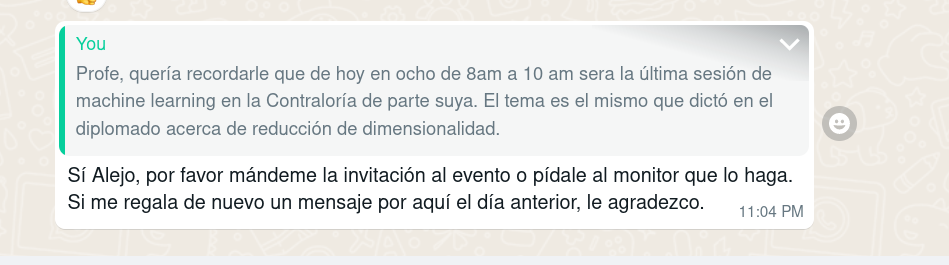 You
Profe, quería recordarle que de hoy en ocho de 8am a 10 am sera la última sesión de
machine learning en la Contraloría de parte suya. El tema es el mismo que dictó en el
diplomado acerca de reducción de dimensionalidad.
Sí Alejo, por favor mándeme la invitación al evento o pídale al monitor que lo haga.
Si me regala de nuevo un mensaje por aquí el día anterior, le agradezco.
11:04 PM